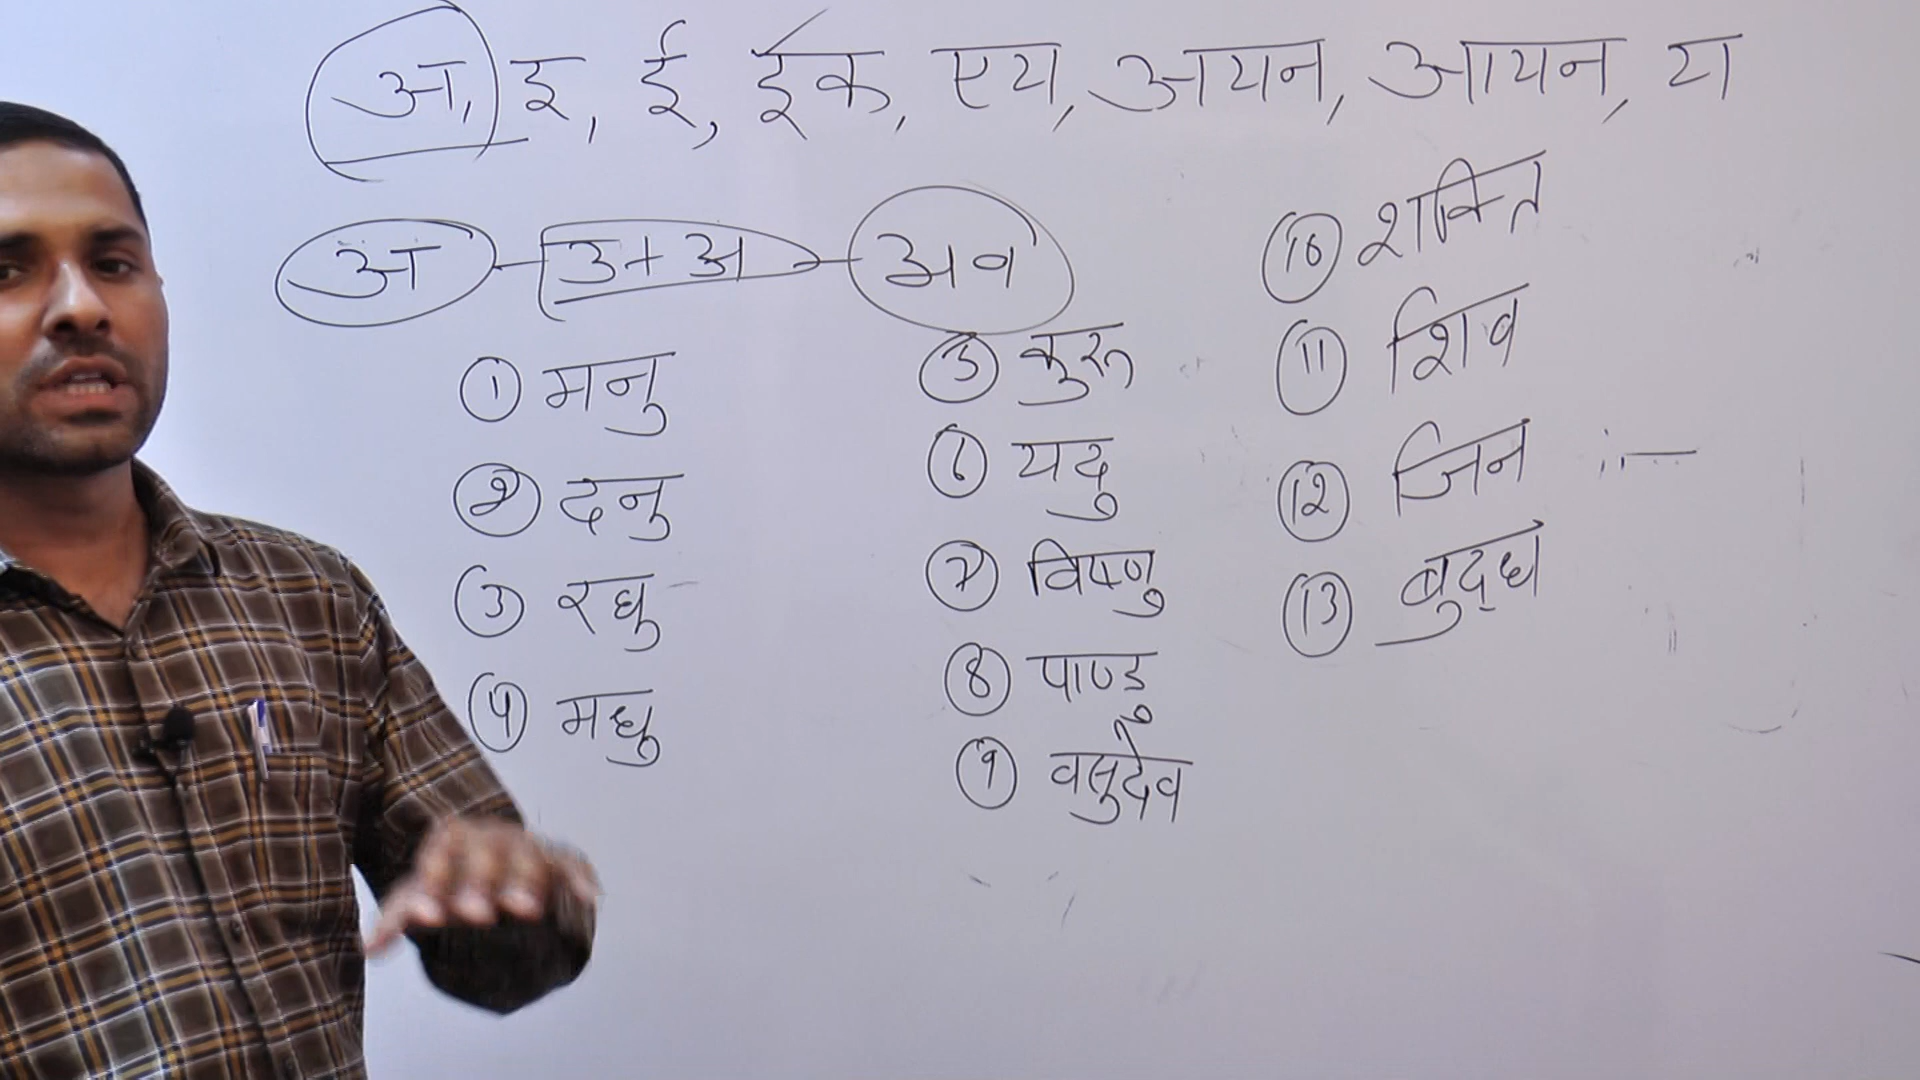 अ, इ, ई, ईक, एय, अयन, आयन, य
अ - उ + अ - अव
① मनु
② दनु
③ रघु
④ मधु
⑤ कुरु
⑥ यदु
⑦ विष्णु
⑧ पाण्डु
⑨ वसुदेव
⑩ शक्ति
⑪ शिव
⑫ जिन
⑬ बुद्ध